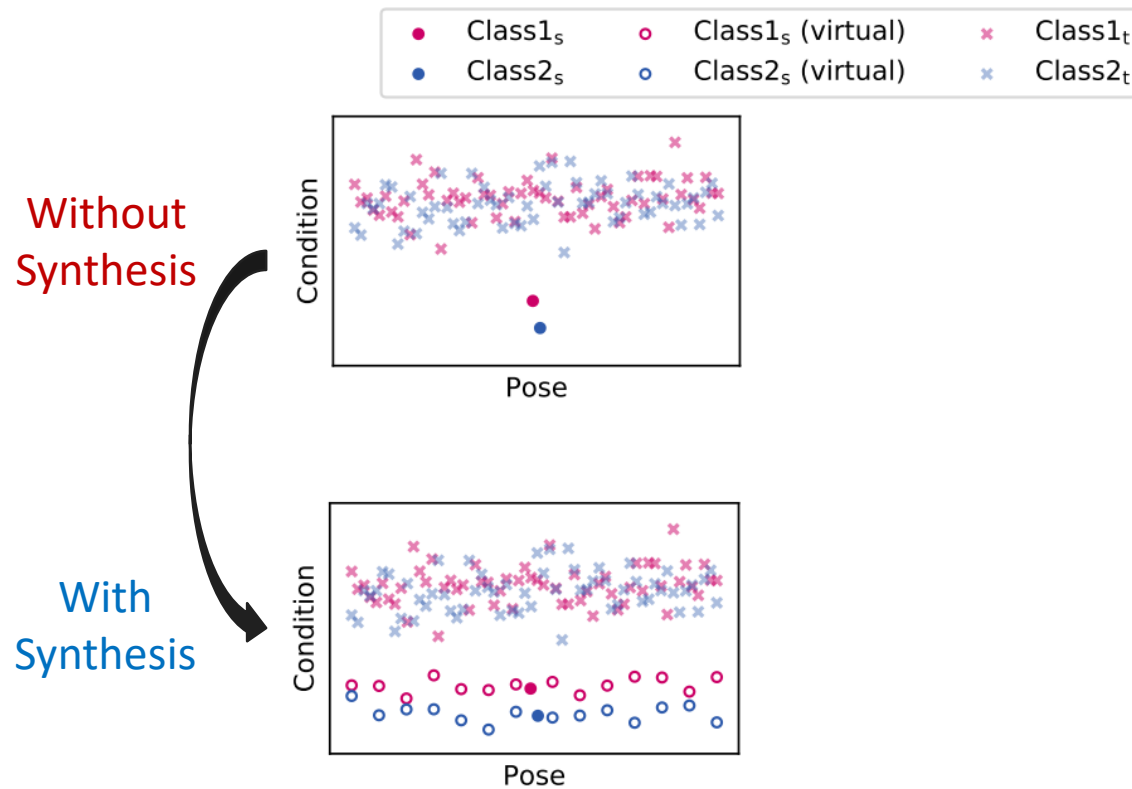 Class1s Class1s (virtual) Class1t
Class2s Class2s (virtual) Class2t
Without
Synthesis
Condition
Pose
With
Synthesis
Condition
Pose